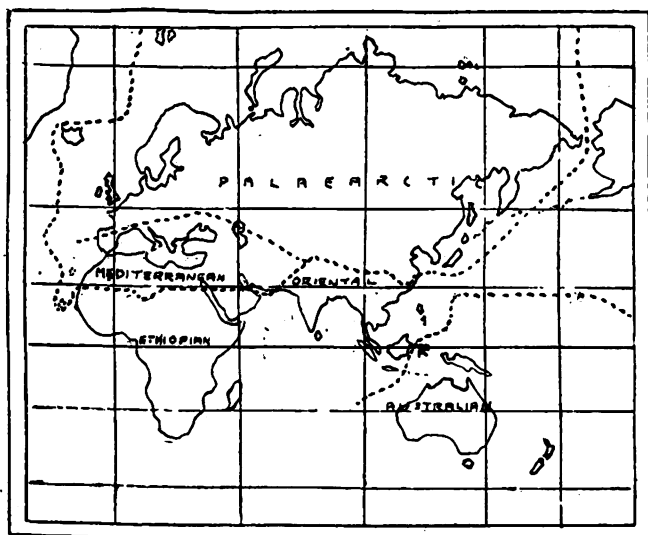 PALAEARCTIC
MEDITERRANEAN
ORIENTAL
ETHIOPIAN
AUSTRALIAN